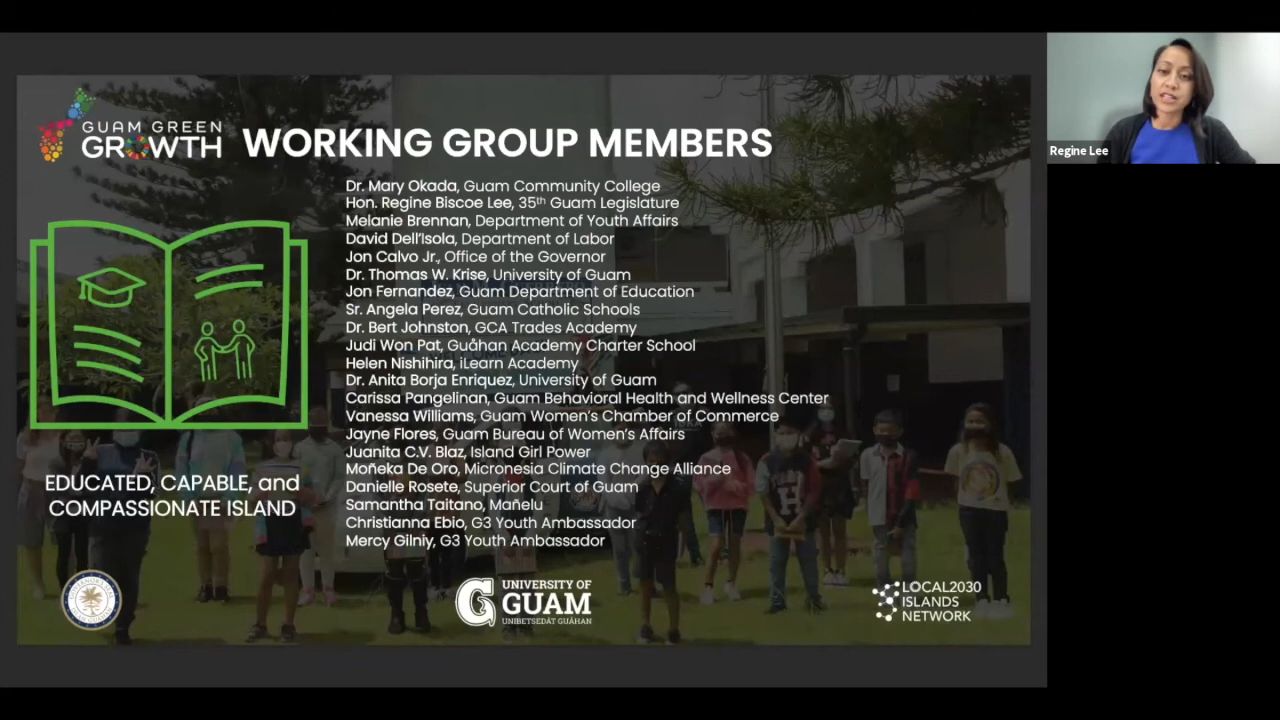 GUAM GREEN
GROWTH
WORKING GROUP MEMBERS
Dr. Mary Okada, Guam Community College
Hon. Regine Biscoe Lee, 35th Guam Legislature
Melanie Brennan, Department of Youth Affairs
David Dell'Isola, Department of Labor
Jon Calvo Jr., Office of the Governor
Dr. Thomas W. Krise, University of Guam
Jon Fernandez, Guam Department of Education
Sr. Angela Perez, Guam Catholic Schools
Dr. Bert Johnston, GCA Trades Academy
Judi Won Pat, Guåhan Academy Charter School
Helen Nishihira, iLearn Academy
Dr. Anita Borja Enriquez, University of Guam
Carissa Pangelinan, Guam Behavioral Health and Wellness Center
Vanessa Williams, Guam Women's Chamber of Commerce
Jayne Flores, Guam Bureau of Women's Affairs
Juanita C.V. Blaz, Island Girl Power
Moñeka De Oro, Micronesia Climate Change Alliance
Danielle Rosete, Superior Court of Guam
Samantha Taitano, Mañelu
Christianna Ebio, G3 Youth Ambassador
Mercy Gilniy, G3 Youth Ambassador
EDUCATED, CAPABLE, and
COMPASSIONATE ISLAND
UNIVERSITY OF
GUAM
UNIBETSEDÅT GUÅHAN
LOCAL2030
ISLANDS
NETWORK
Regine Lee